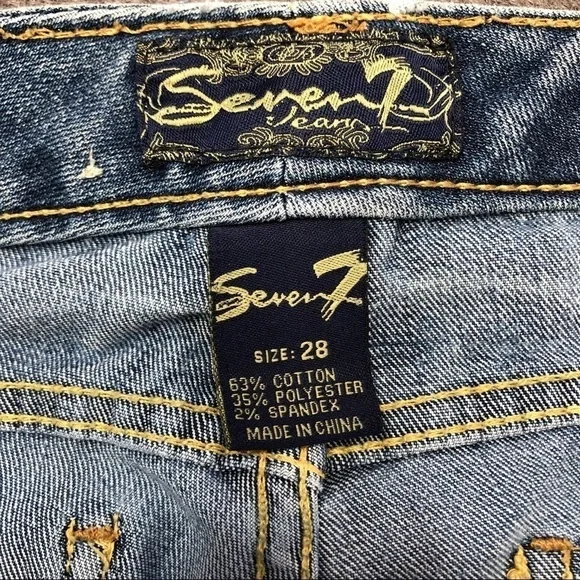 Seven7
Jeans
Seven7
SIZE: 28
63% COTTON
35% POLYESTER
2% SPANDEX
MADE IN CHINA